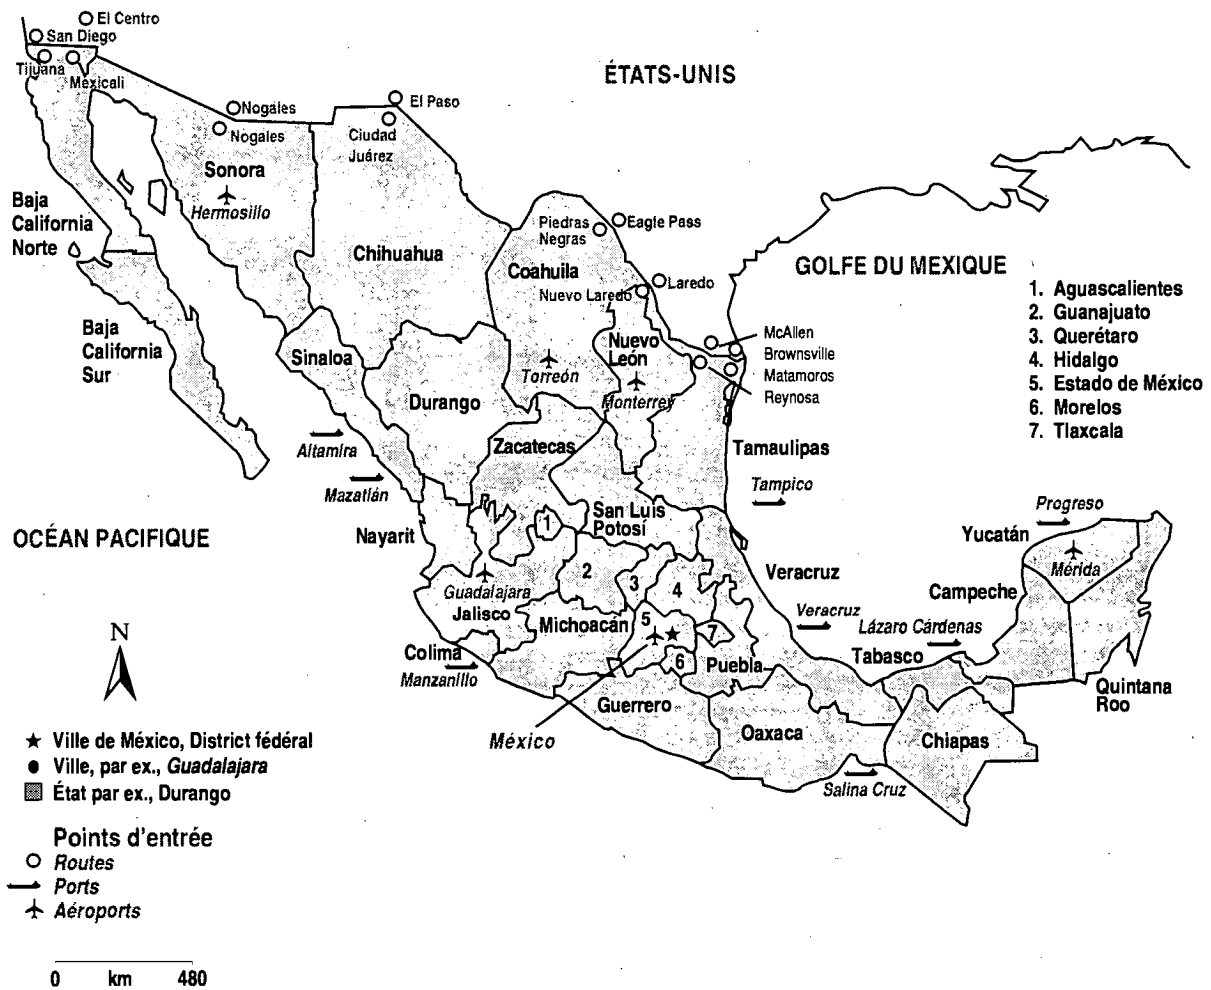 El Centro
San Diego
Tijuana
Mexicali
ÉTATS-UNIS
Nogales
Nogales
El Paso
Ciudad
Juárez
Sonora
Hermosillo
Baja
California
Norte
Chihuahua
Piedras
Negras
Eagle Pass
Coahuila
Nuevo Laredo
Laredo
GOLFE DU MEXIQUE
1. Aguascalientes
2. Guanajuato
3. Querétaro
4. Hidalgo
5. Estado de México
6. Morelos
7. Tlaxcala
Baja
California
Sur
Sinaloa
Nuevo
León
McAllen
Brownsville
Matamoros
Reynosa
Torreón
Monterrey
Durango
Altamira
Zacatecas
Tamaulipas
Mazatlán
Tampico
OCÉAN PACIFIQUE
Nayarit
San Luis
Potosí
1
Progreso
Yucatán
Mérida
Guadalajara
Jalisco
2
3
4
Veracruz
Campeche
Michoacán
5
7
Veracruz
Lázaro Cárdenas
Tabasco
Colima
Manzanillo
6
Puebla
Quintana
Roo
Guerrero
México
Oaxaca
Chiapas
Salina Cruz
N
Ville de México, District fédéral
Ville, par ex., Guadalajara
État par ex., Durango
Points d'entrée
Routes
Ports
Aéroports
0 km 480